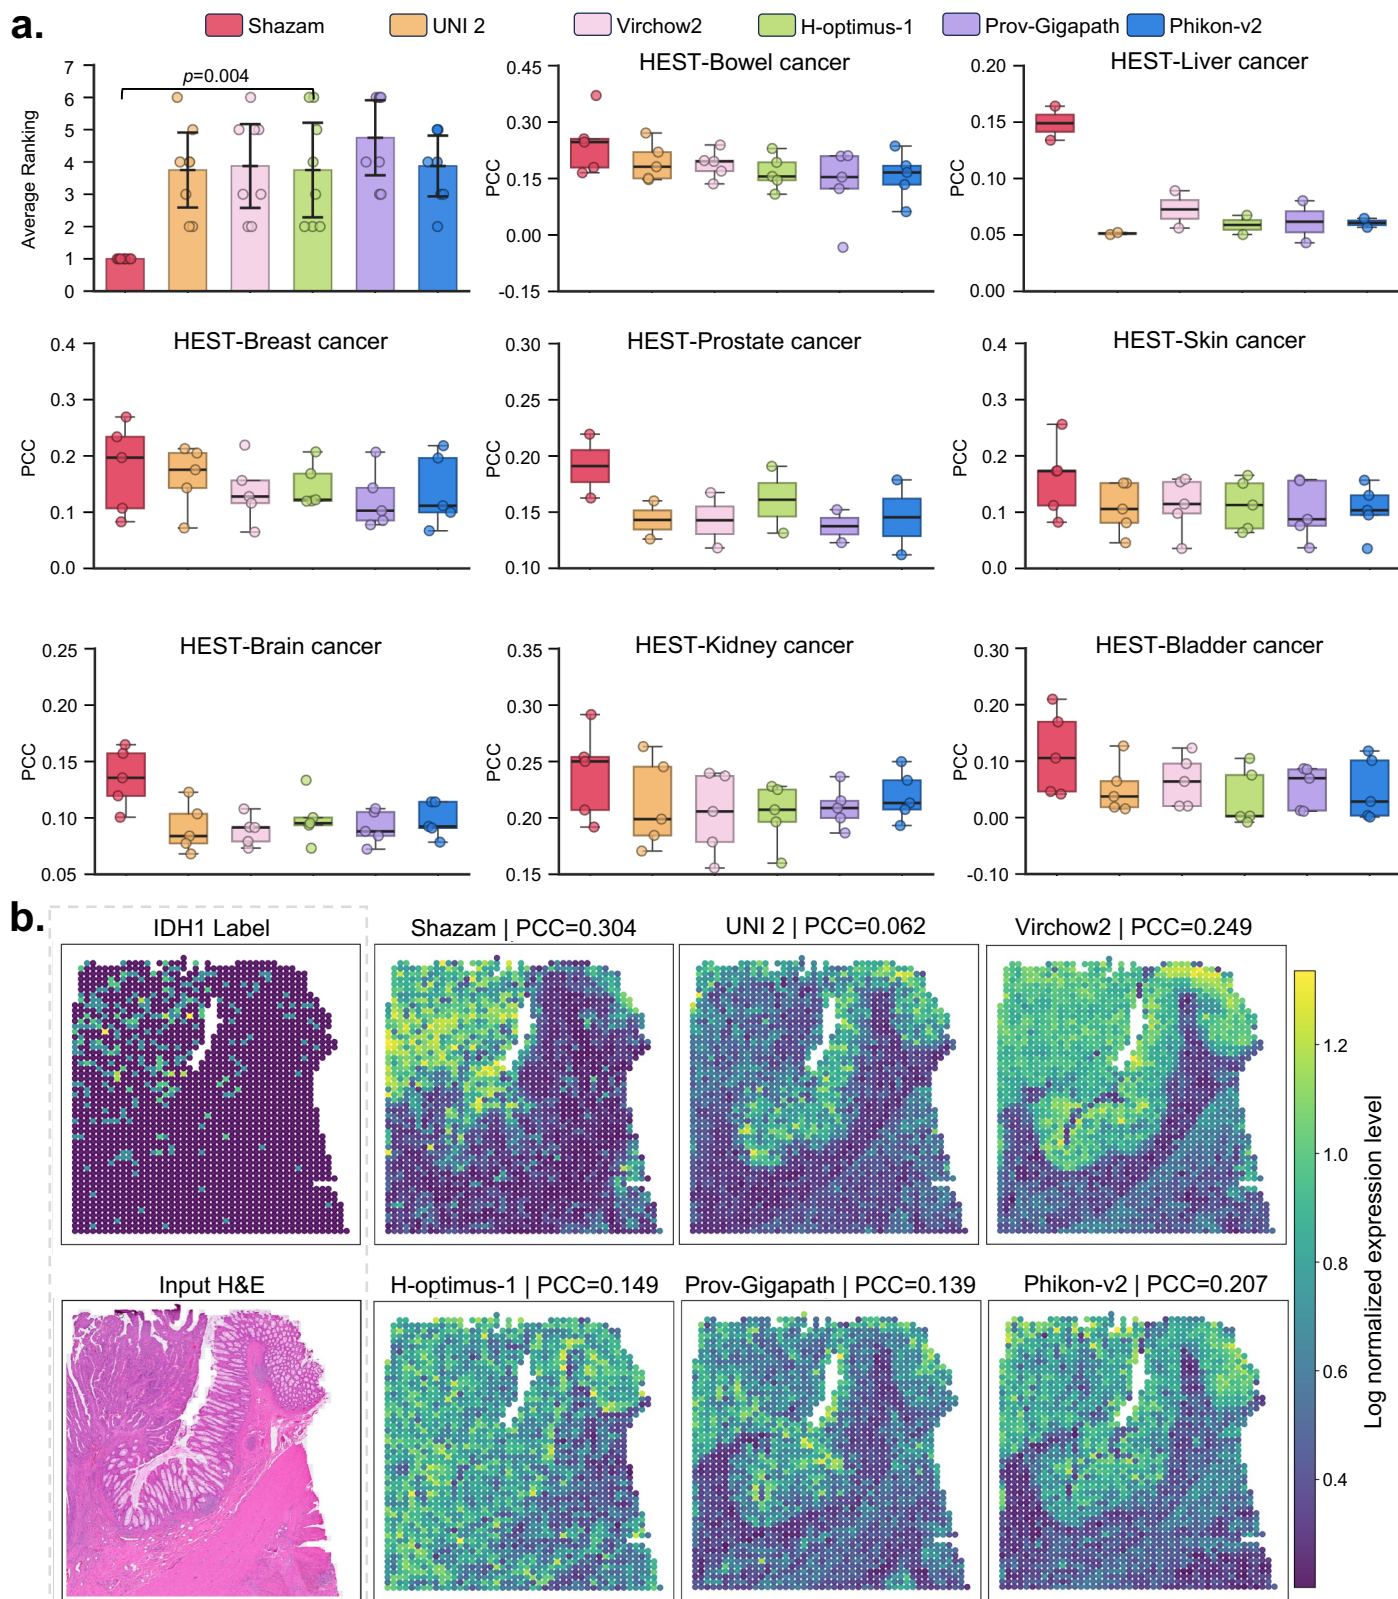 a.
Shazam UNI 2 Virchow2 H-optimus-1 Prov-Gigapath Phikon-v2
Average Ranking
7
6
5
4
3
2
1
0
p=0.004
HEST-Bowel cancer
PCC
0.45
0.30
0.15
0.00
-0.15
HEST-Liver cancer
PCC
0.20
0.15
0.10
0.05
0.00
HEST-Breast cancer
PCC
0.4
0.3
0.2
0.1
0.0
HEST-Prostate cancer
PCC
0.30
0.25
0.20
0.15
0.10
HEST-Skin cancer
PCC
0.4
0.3
0.2
0.1
0.0
HEST-Brain cancer
PCC
0.25
0.20
0.15
0.10
0.05
HEST-Kidney cancer
PCC
0.35
0.30
0.25
0.20
0.15
HEST-Bladder cancer
PCC
0.30
0.20
0.10
0.00
-0.10
b.
IDH1 Label
Shazam | PCC=0.304
UNI 2 | PCC=0.062
Virchow2 | PCC=0.249
Input H&E
H-optimus-1 | PCC=0.149
Prov-Gigapath | PCC=0.139
Phikon-v2 | PCC=0.207
1.2
1.0
0.8
0.6
0.4
Log normalized expression level